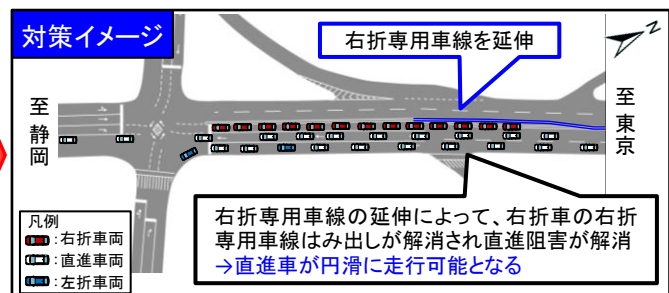 対策イメージ
右折専用車線を延伸
Z
至静岡
至東京
右折専用車線の延伸によって、右折車の右折
専用車線はみ出しが解消され直進阻害が解消
→直進車が円滑に走行可能となる
凡例
:右折車両
:直進車両
:左折車両